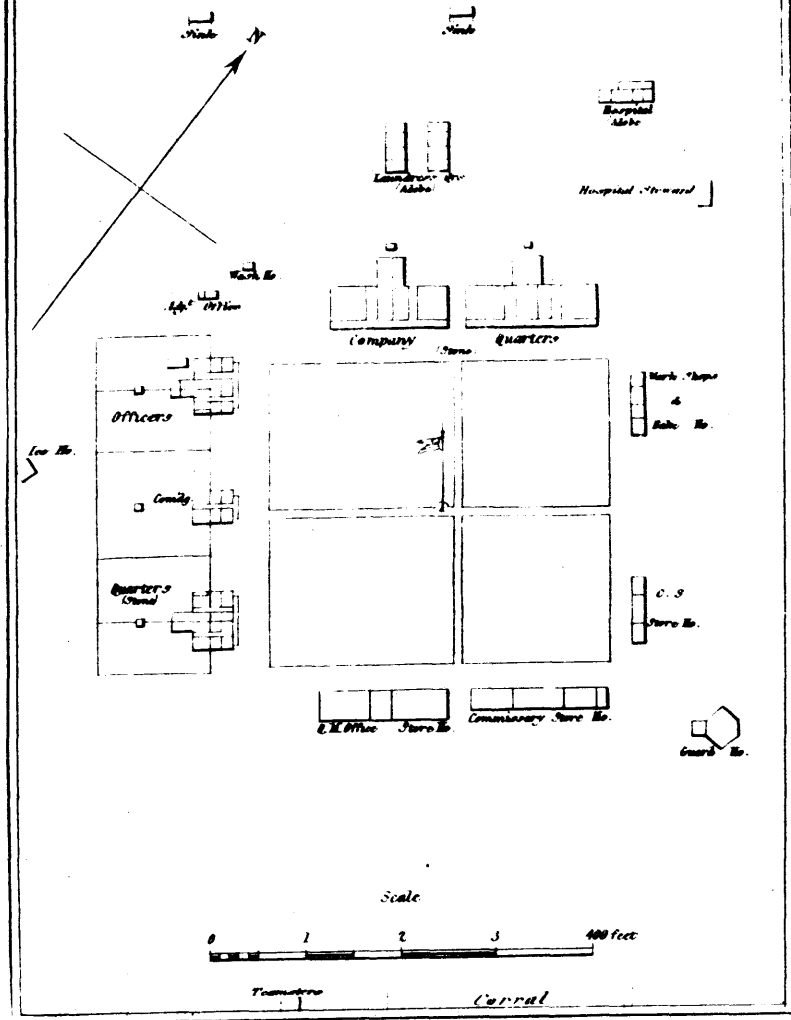 Sink
Sink
N
Hospital
Adobe
Laundress Qrs
(Adobe)
Hospital Steward
Wash Ho.
Adjt Office
Company Quarters
(Stone)
Officers
Work Shops
&
Bake Ho.
Ice Ho.
Comdg.
Quarters
(Stone)
C. S
Store Ho.
Q.M. Office Store Ho.
Commissary Store Ho.
Guard Ho.
Scale
0 1 2 3 400 feet
Teamsters
Corral